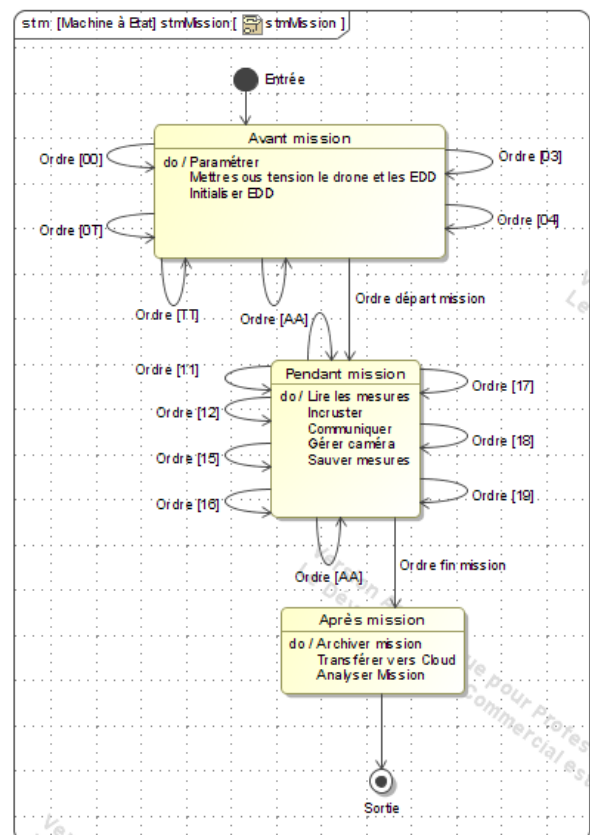 stm [Machine à Etat] stmMission [ stmMission ]
Entrée
Avant mission
do / Paramétrer
Mettre sous tension le drone et les EDD
Initialiser EDD
Ordre [00]
Ordre [03]
Ordre [0T]
Ordre [04]
Ordre [TT]
Ordre [AA]
Ordre départ mission
Pendant mission
do / Lire les mesures
Incruster
Communiquer
Gérer caméra
Sauver mesures
Ordre [11]
Ordre [12]
Ordre [15]
Ordre [16]
Ordre [17]
Ordre [18]
Ordre [19]
Ordre [AA]
Ordre fin mission
Après mission
do / Archiver mission
Transférer vers Cloud
Analyser Mission
Sortie